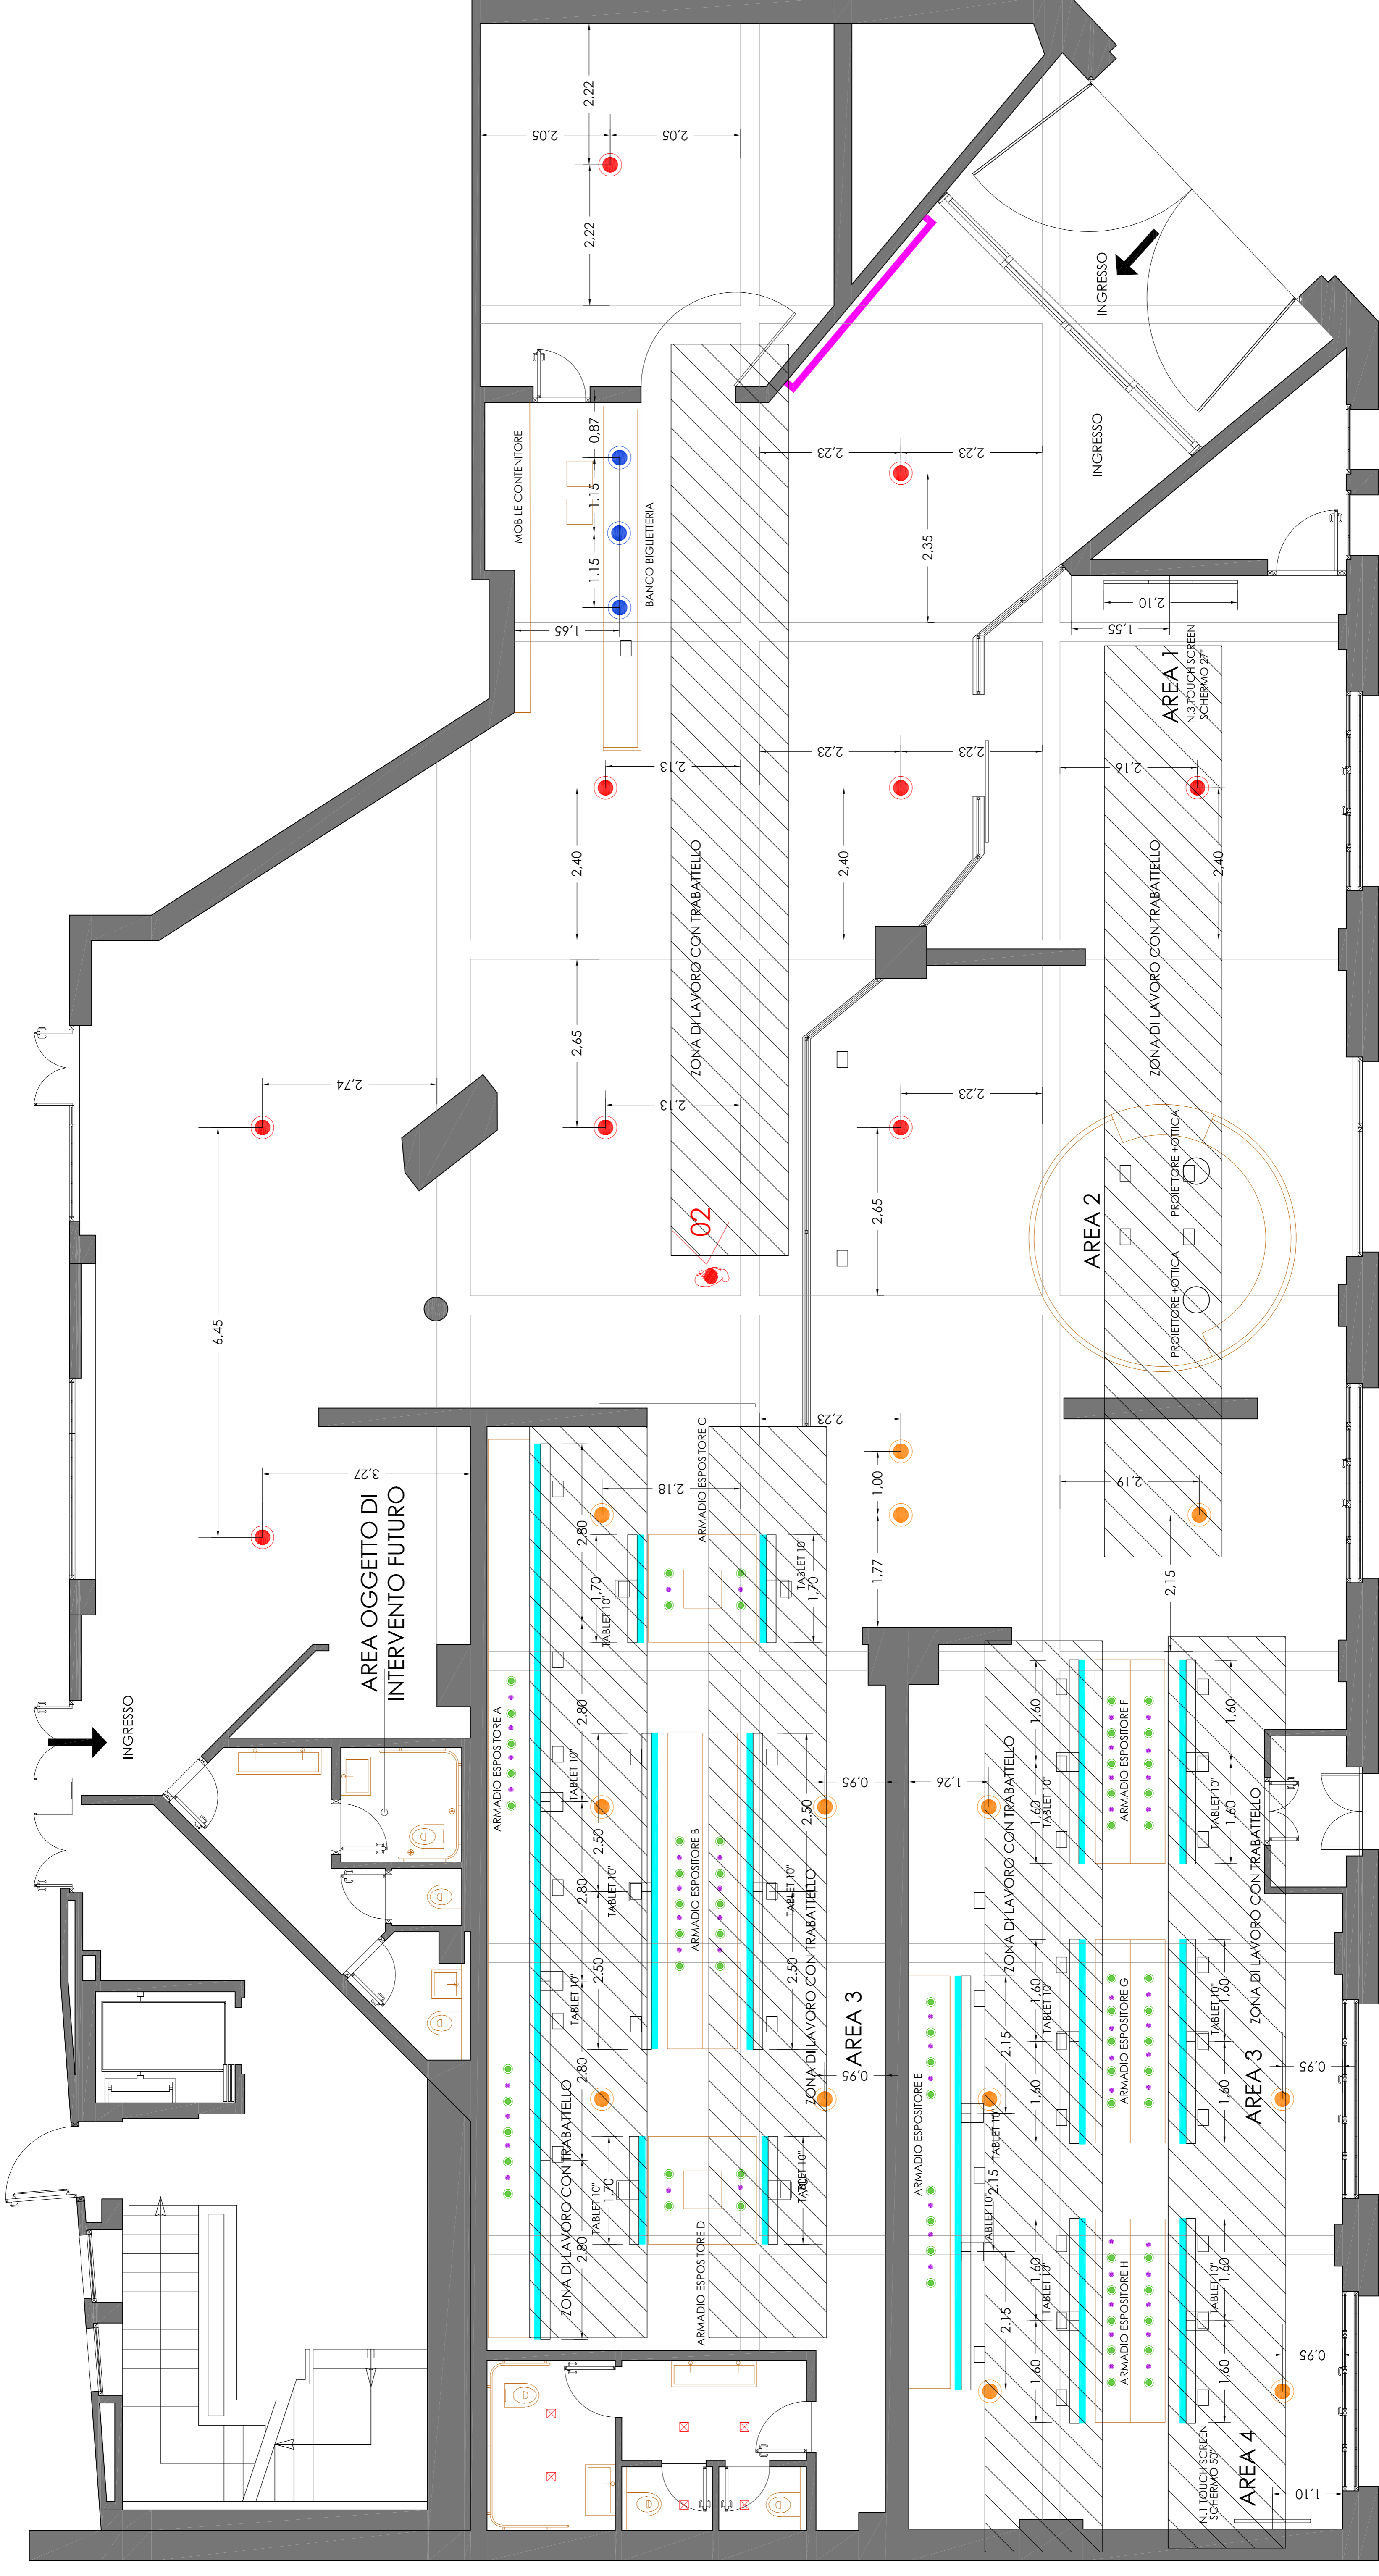 2,22
2,05
2,05
2,22
INGRESSO
INGRESSO
MOBILE CONTENITORE
0,87
1.15
1.15
1,65
BANCO BIGLIETTERIA
2,23
2,23
2,35
2,10
1,55
AREA 1
N.3 TOUCH SCREEN
SCHERMO 27"
2,13
2,23
2,23
2,16
2,40
2,40
2,40
ZONA DI LAVORO CON TRABATTELLO
ZONA DI LAVORO CON TRABATTELLO
2,65
2,74
2,13
2,23
2,65
02
AREA 2
PROIETTORE +OTTICA
PROIETTORE +OTTICA
6,45
3,27
AREA OGGETTO DI
INTERVENTO FUTURO
INGRESSO
2,23
1,00
1,77
2,19
2,15
2,18
ARMADIO ESPOSITORE C
2.80
1,70
TABLET 10"
TABLET 10"
1,70
ARMADIO ESPOSITORE A
2.80
TABLET 10"
2.50
2.80
TABLET 10"
ARMADIO ESPOSITORE B
TABLET 10"
2.50
0,95
2.50
2.50
TABLET 10"
ZONA DI LAVORO CON TRABATTELLO
AREA 3
0,95
2.80
ZONA DI LAVORO CON TRABATTELLO
1,70
TABLET 10"
2.80
ARMADIO ESPOSITORE D
TABLET 10"
1,70
1,26
ZONA DI LAVORO CON TRABATTELLO
1,60
1,60
TABLET 10"
ARMADIO ESPOSITORE F
1,60
TABLET 10"
1,60
ZONA DI LAVORO CON TRABATTELLO
ARMADIO ESPOSITORE E
2.15
TABLET 10"
2.15
TABLET 10"
2.15
1,60
TABLET 10"
1,60
ARMADIO ESPOSITORE G
1,60
TABLET 10"
1,60
AREA 3
0,95
1,60
TABLET 10"
1,60
ARMADIO ESPOSITORE H
1,60
TABLET 10"
1,60
0,95
N.1 TOUCH SCREEN
SCHERMO 50"
AREA 4
1,10